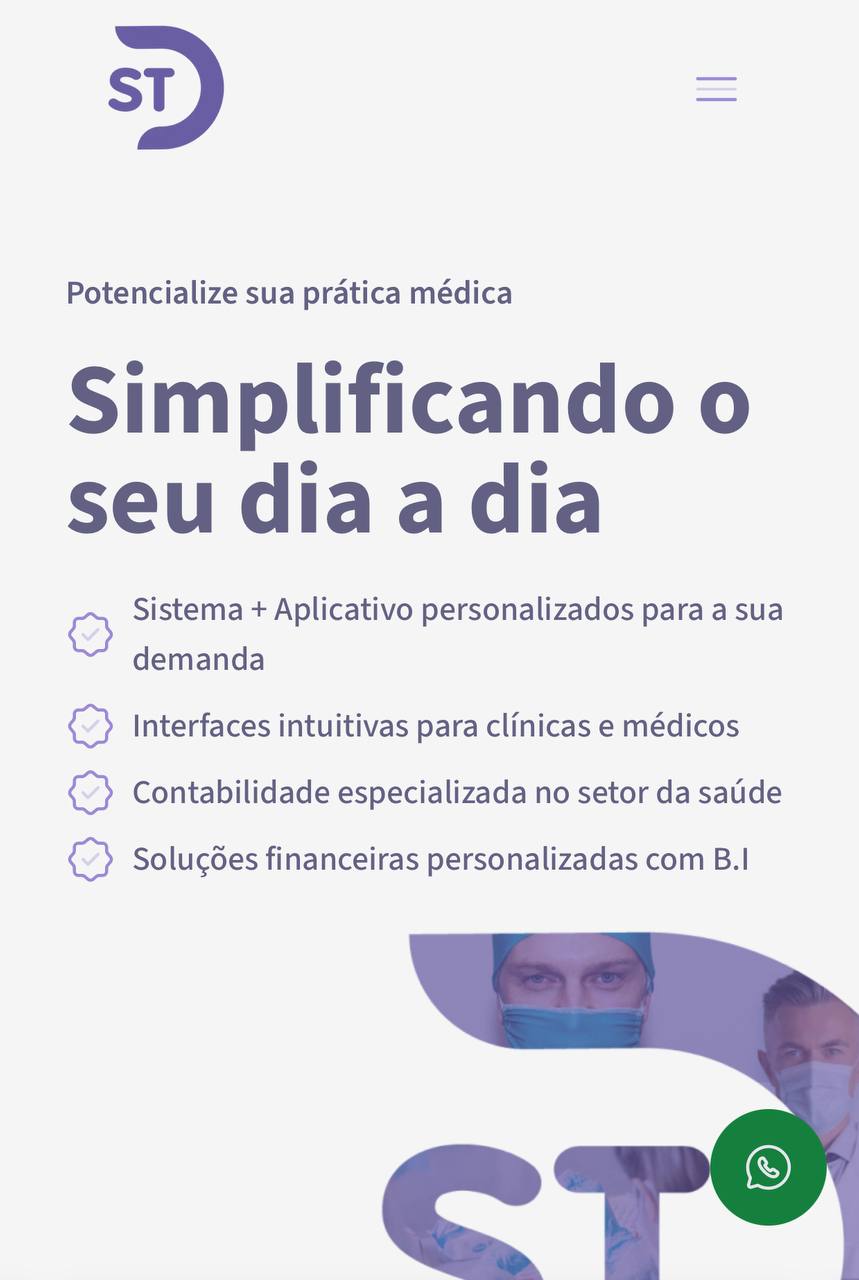 ST
Potencialize sua prática médica
Simplificando o
seu dia a dia
Sistema + Aplicativo personalizados para a sua
demanda
Interfaces intuitivas para clínicas e médicos
Contabilidade especializada no setor da saúde
Soluções financeiras personalizadas com B.I
ST